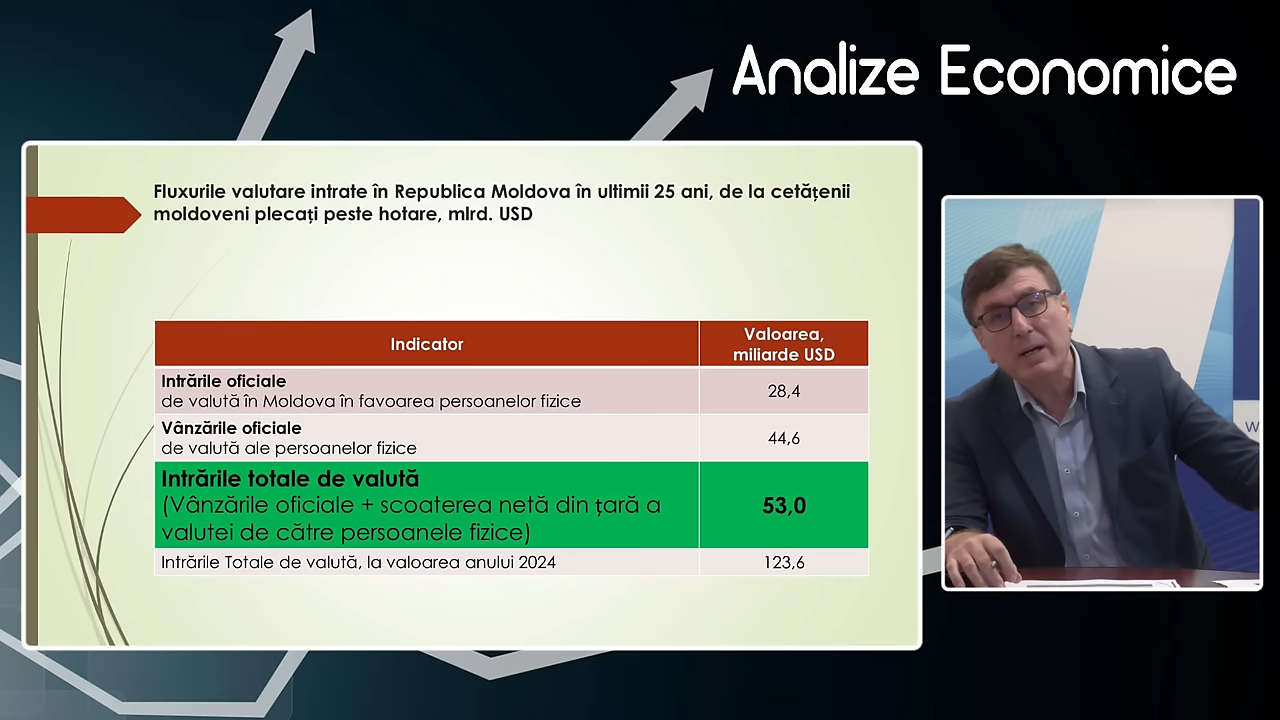 Analize Economice
Fluxurile valutare intrate în Republica Moldova în ultimii 25 ani, de la cetățenii
moldoveni plecați peste hotare, mlrd. USD
Indicator
Valoarea,
miliarde USD
Intrările oficiale
de valută în Moldova în favoarea persoanelor fizice
28,4
Vânzările oficiale
de valută ale persoanelor fizice
44,6
Intrările totale de valută
(Vânzările oficiale + scoaterea netă din țară a
valutei de către persoanele fizice)
53,0
Intrările Totale de valută, la valoarea anului 2024
123,6
W